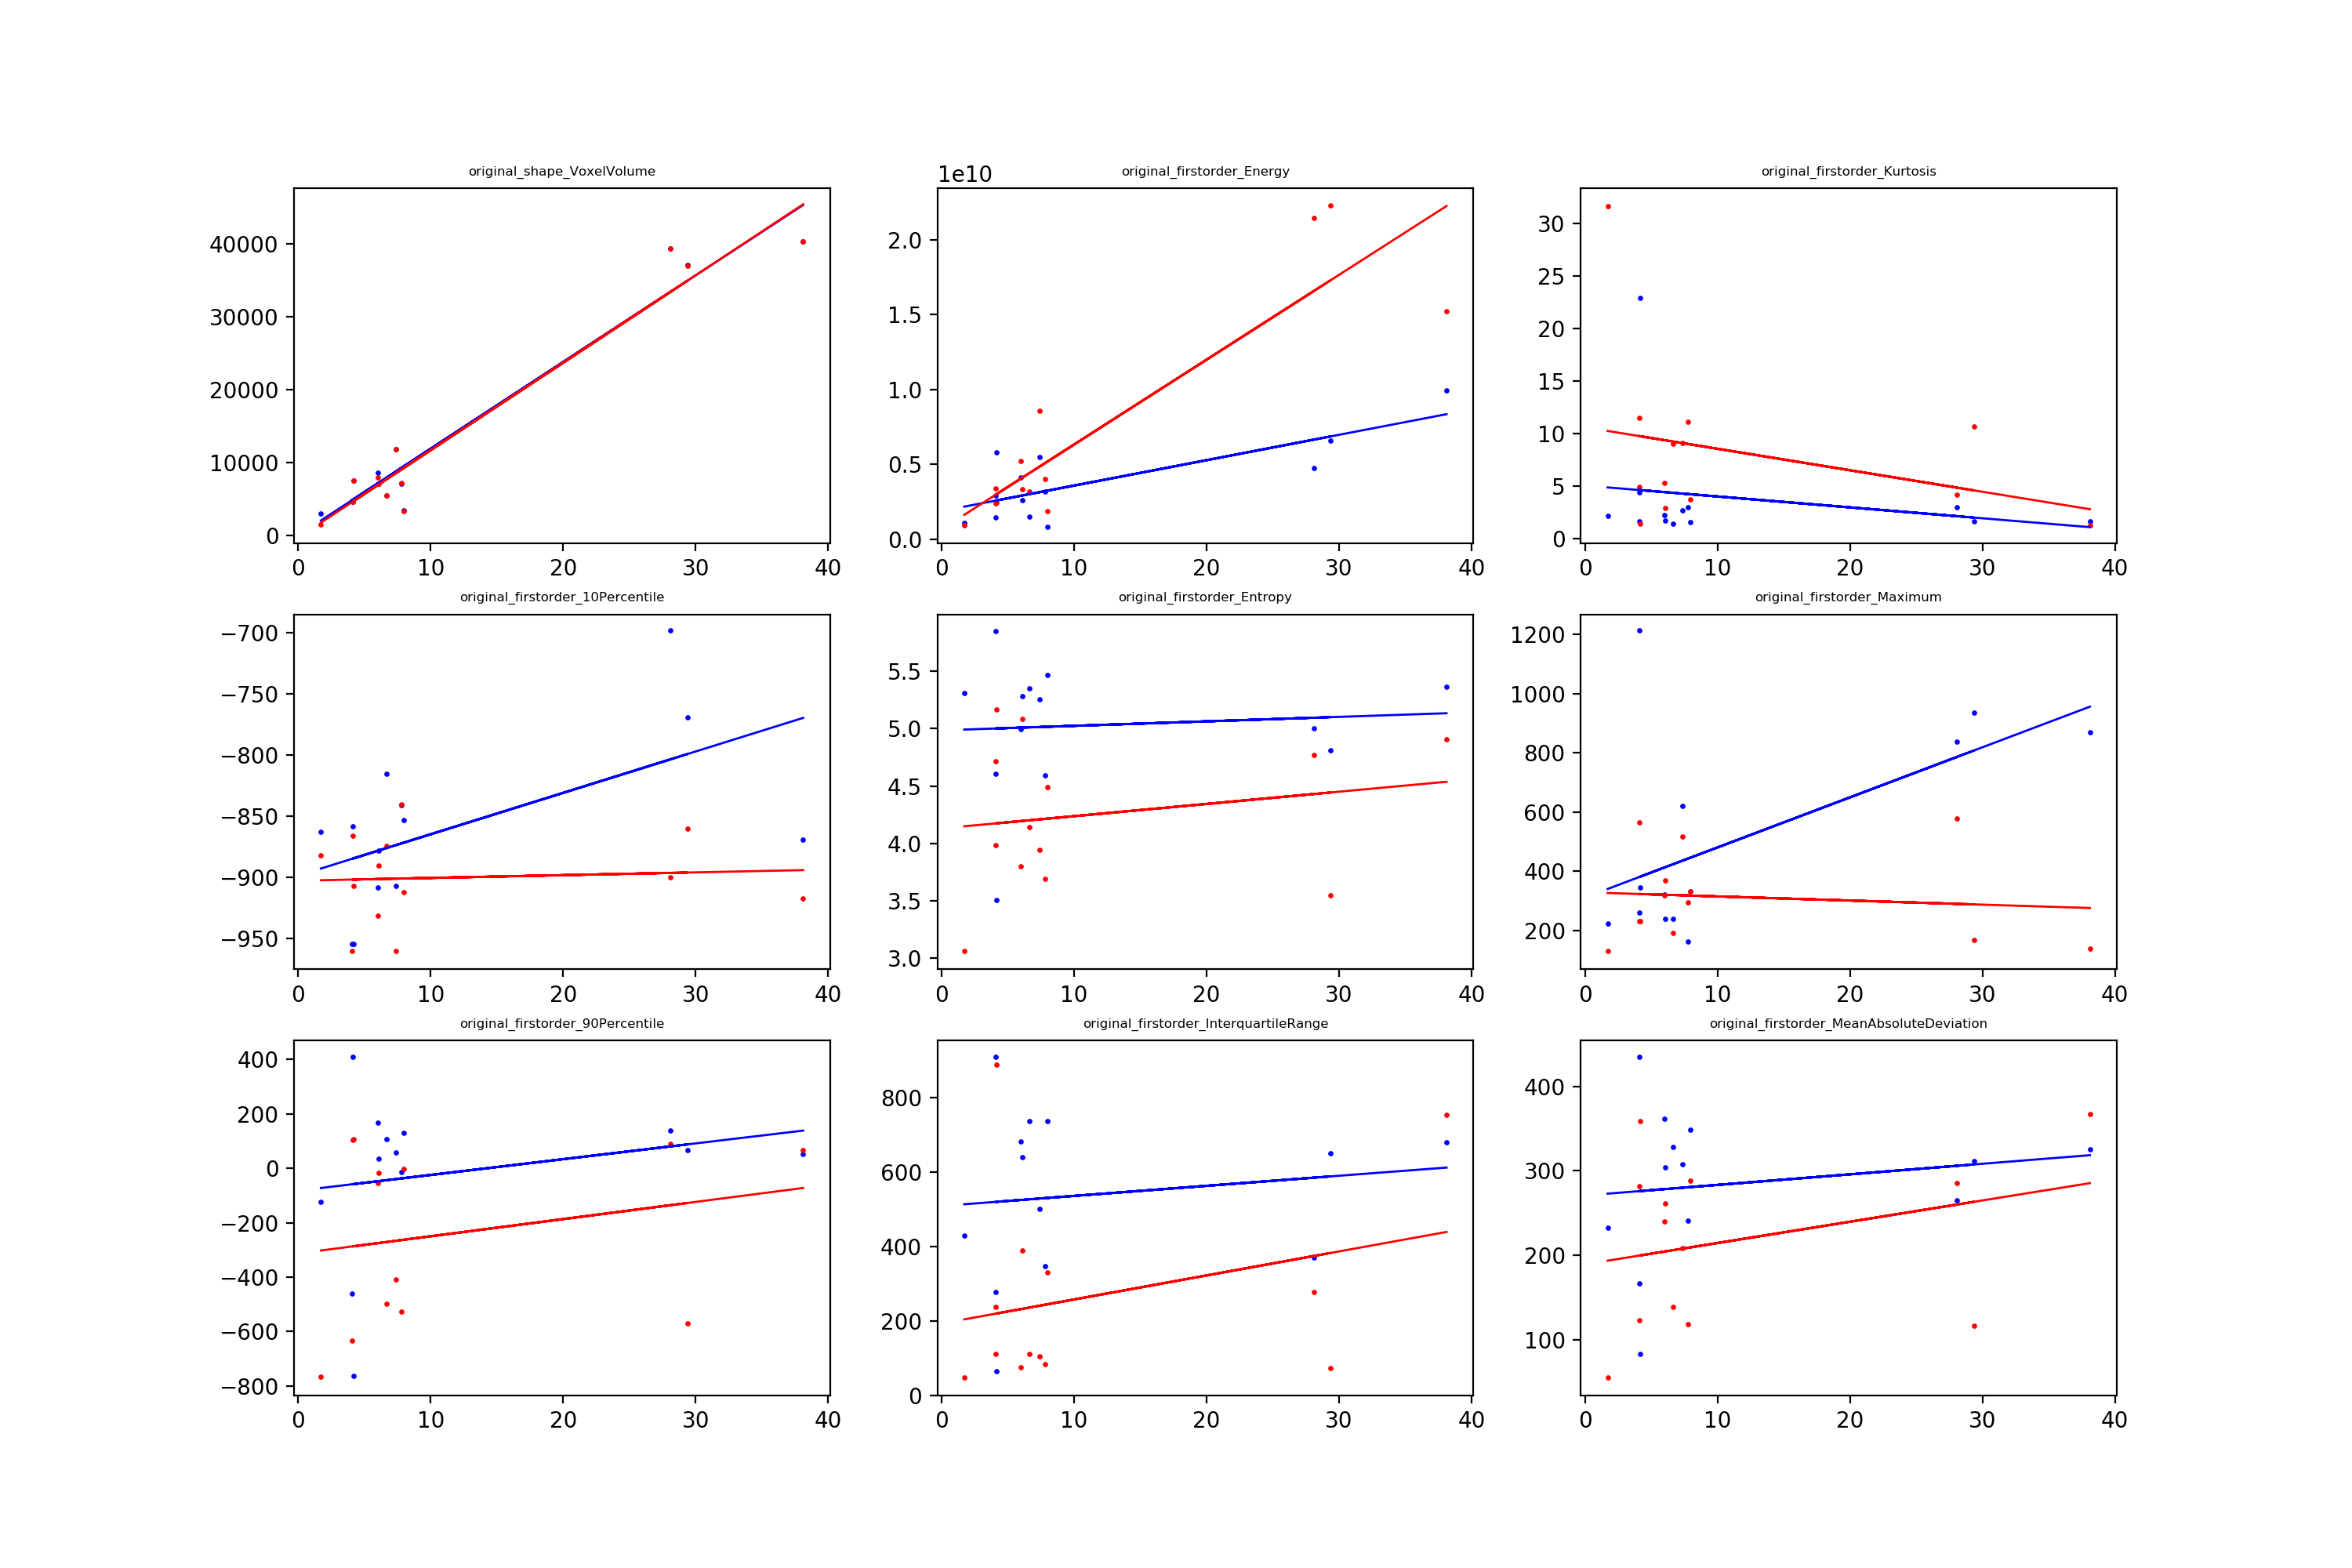 original_shape_VoxelVolume
40000
30000
20000
10000
0
0 10 20 30 40
original_firstorder_Energy
1e10
2.0
1.5
1.0
0.5
0.0
0 10 20 30 40
original_firstorder_Kurtosis
30
25
20
15
10
5
0
0 10 20 30 40
original_firstorder_10Percentile
−700
−750
−800
−850
−900
−950
0 10 20 30 40
original_firstorder_Entropy
5.5
5.0
4.5
4.0
3.5
3.0
0 10 20 30 40
original_firstorder_Maximum
1200
1000
800
600
400
200
0 10 20 30 40
original_firstorder_90Percentile
400
200
0
−200
−400
−600
−800
0 10 20 30 40
original_firstorder_InterquartileRange
800
600
400
200
0
0 10 20 30 40
original_firstorder_MeanAbsoluteDeviation
400
300
200
100
0 10 20 30 40